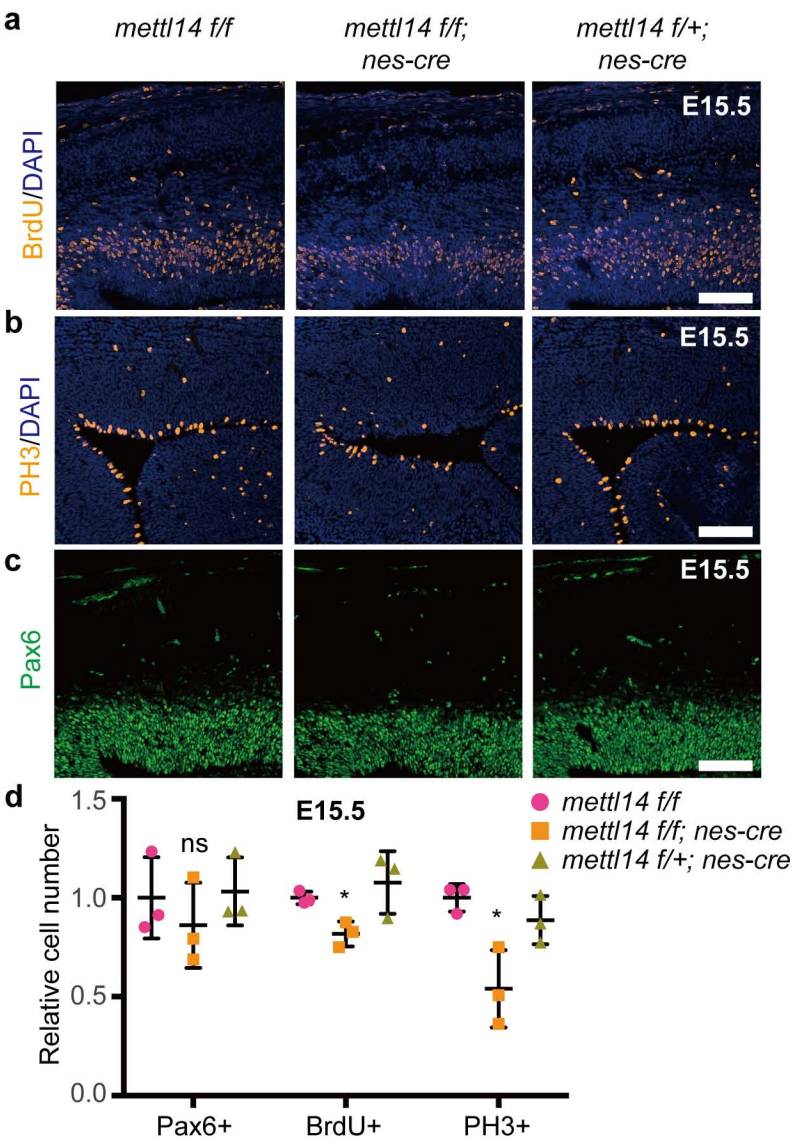 a
mettl14 f/f
mettl14 f/f;
nes-cre
mettl14 f/+;
nes-cre
BrdU/DAPI
E15.5
b
PH3/DAPI
E15.5
c
Pax6
E15.5
d
E15.5
mettl14 f/f
mettl14 f/f; nes-cre
mettl14 f/+; nes-cre
Relative cell number
1.5
1.0
0.5
0.0
ns
*
*
Pax6+
BrdU+
PH3+